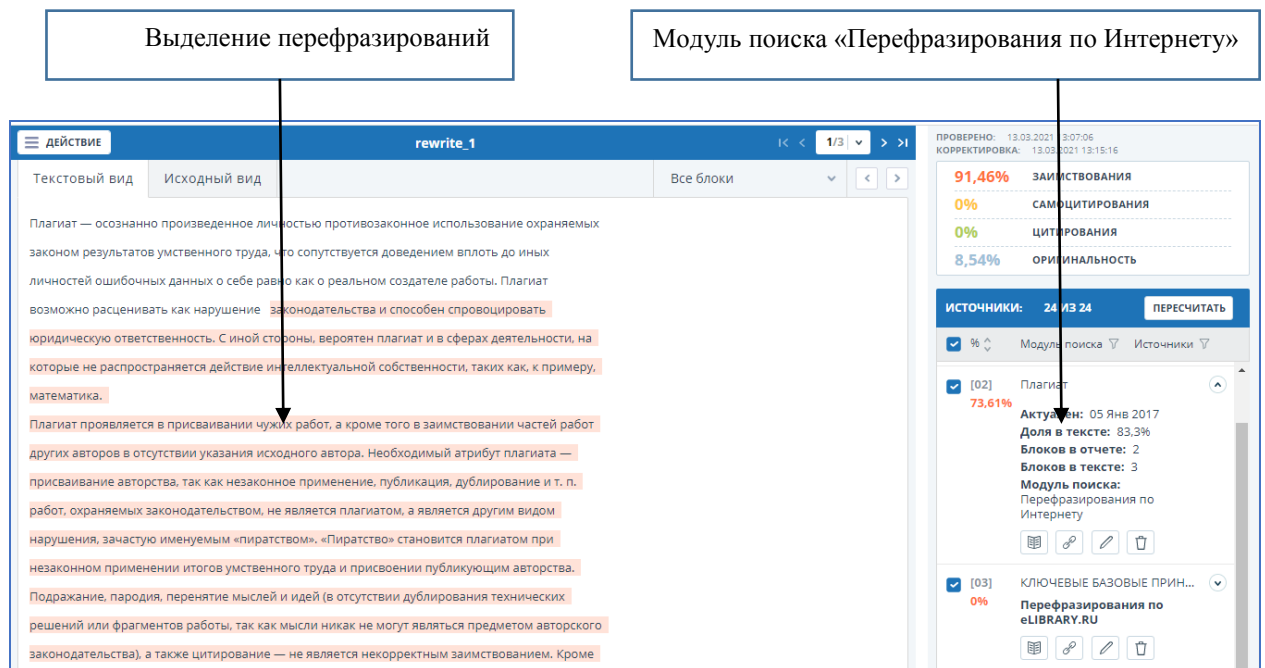 Выделение перефразирований
Модуль поиска «Перефразирования по Интернету»
ДЕЙСТВИЕ
rewrite_1
1/3
ПРОВЕРЕНО: 13.03.2021 13:07:06
КОРРЕКТИРОВКА: 13.03.2021 13:15:16
Текстовый вид
Исходный вид
Все блоки
91,46% ЗАИМСТВОВАНИЯ
0% САМОЦИТИРОВАНИЯ
0% ЦИТИРОВАНИЯ
8,54% ОРИГИНАЛЬНОСТЬ
Плагиат — осознанно произведенное личностью противозаконное использование охраняемых
законом результатов умственного труда, что сопутствуется доведением вплоть до иных
личностей ошибочных данных о себе равно как о реальном создателе работы. Плагиат
возможно расценивать как нарушение законодательства и способен спровоцировать
юридическую ответственность. С иной стороны, вероятен плагиат и в сферах деятельности, на
которые не распространяется действие интеллектуальной собственности, таких как, к примеру,
математика.
Плагиат проявляется в присваивании чужих работ, а кроме того в заимствовании частей работ
других авторов в отсутствии указания исходного автора. Необходимый атрибут плагиата —
присваивание авторства, так как незаконное применение, публикация, дублирование и т. п.
работ, охраняемых законодательством, не является плагиатом, а является другим видом
нарушения, зачастую именуемым «пиратством». «Пиратство» становится плагиатом при
незаконном применении итогов умственного труда и присвоении публикующим авторства.
Подражание, пародия, перенятие мыслей и идей (в отсутствии дублирования технических
решений или фрагментов работы, так как мысли никак не могут являться предметом авторского
законодательства), а также цитирование — не является некорректным заимствованием. Кроме
ИСТОЧНИКИ: 24 ИЗ 24
ПЕРЕСЧИТАТЬ
% Модуль поиска Источники
[02] Плагиат
73,61%
Актуален: 05 Янв 2017
Доля в тексте: 83,3%
Блоков в отчете: 2
Блоков в тексте: 3
Модуль поиска:
Перефразирования по
Интернету
[03] КЛЮЧЕВЫЕ БАЗОВЫЕ ПРИН...
0%
Перефразирования по
eLIBRARY.RU